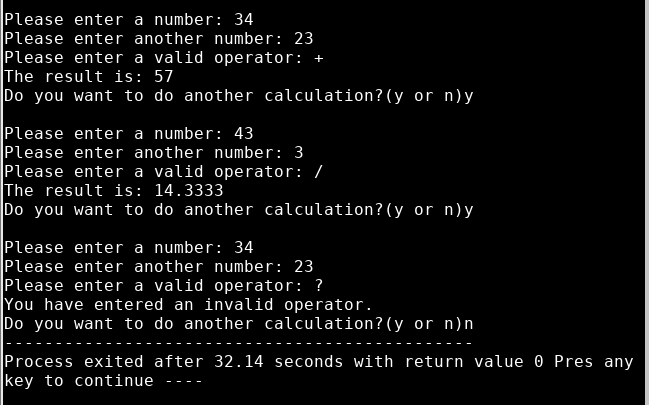 Please enter a number: 34
Please enter another number: 23
Please enter a valid operator: +
The result is: 57
Do you want to do another calculation?(y or n)y
Please enter a number: 43
Please enter another number: 3
Please enter a valid operator: /
The result is: 14.3333
Do you want to do another calculation?(y or n)y
Please enter a number: 34
Please enter another number: 23
Please enter a valid operator: ?
You have entered an invalid operator.
Do you want to do another calculation?(y or n)n
-----------------------------------------------
Process exited after 32.14 seconds with return value 0 Pres any
key to continue ----